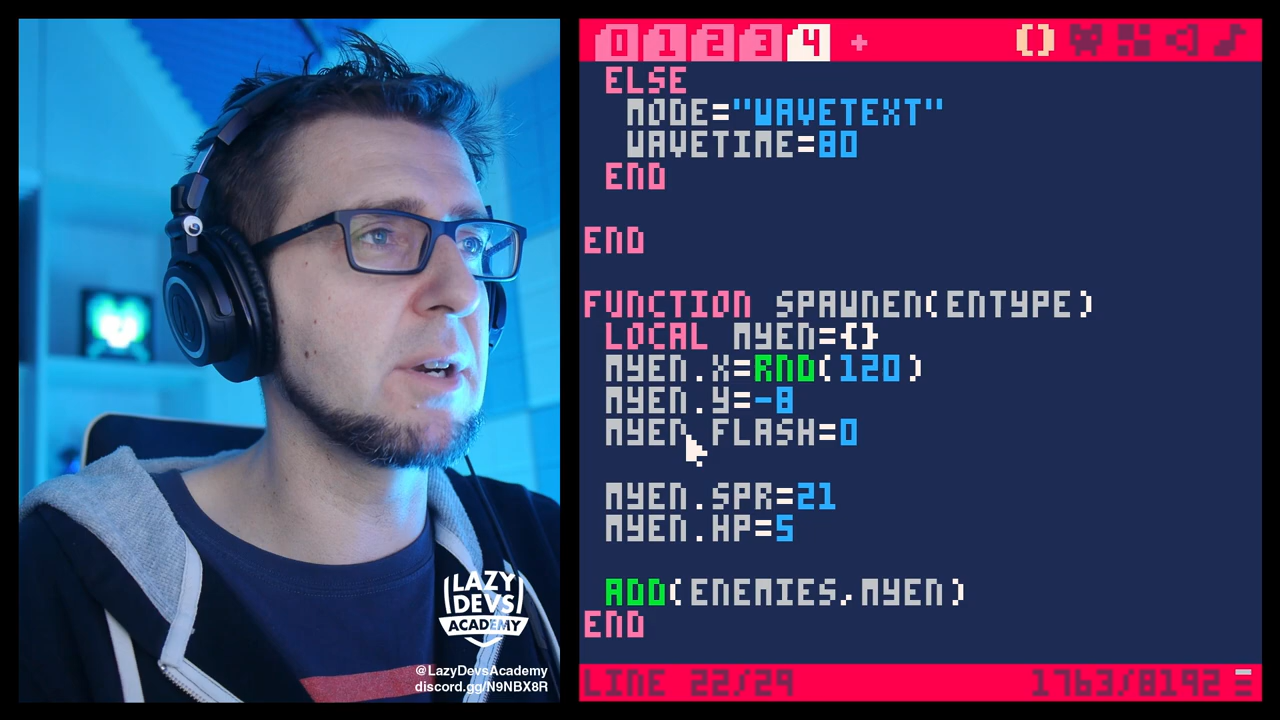 LAZY
DEVS
ACADEMY
@LazyDevsAcademy
discord.gg/N9NBX8R
0 1 2 3 4 +
ELSE
MODE="WAVETEXT"
WAVETIME=80
END
END
FUNCTION SPAWNEN(ENTYPE)
LOCAL MYEN={}
MYEN.X=RND(120)
MYEN.Y=-8
MYEN.FLASH=0
MYEN.SPR=21
MYEN.HP=5
ADD(ENEMIES,MYEN)
END
LINE 22/29
1763/8192